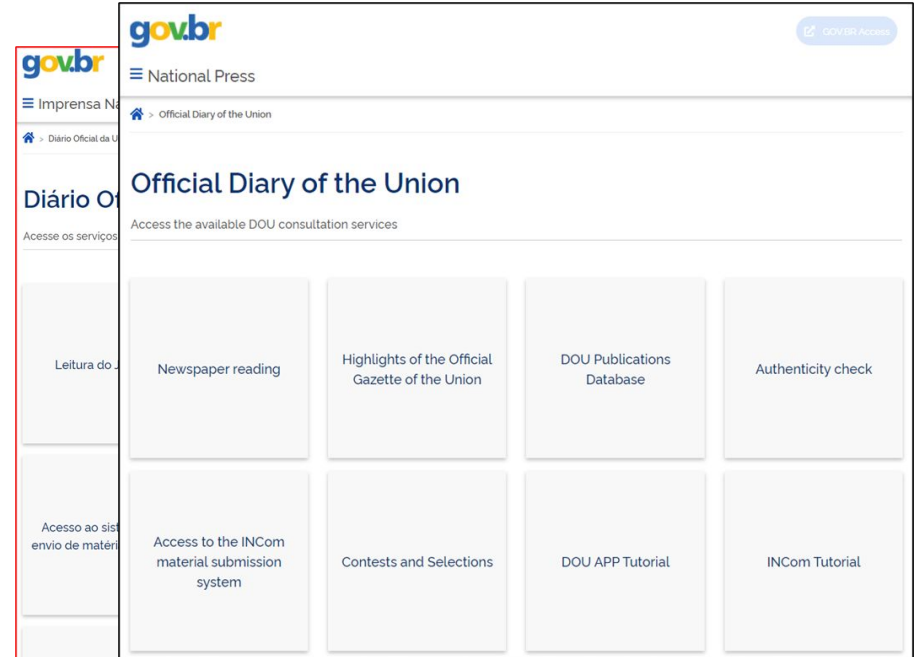 gov.br
Imprensa Na
Diário Oficial da U
Diário Of
Acesse os serviços
Leitura do J
Acesso ao sist
envio de matéri
gov.br
GOV.BR Access
National Press
> Official Diary of the Union
Official Diary of the Union
Access the available DOU consultation services
Newspaper reading
Highlights of the Official
Gazette of the Union
DOU Publications
Database
Authenticity check
Access to the INCom
material submission
system
Contests and Selections
DOU APP Tutorial
INCom Tutorial